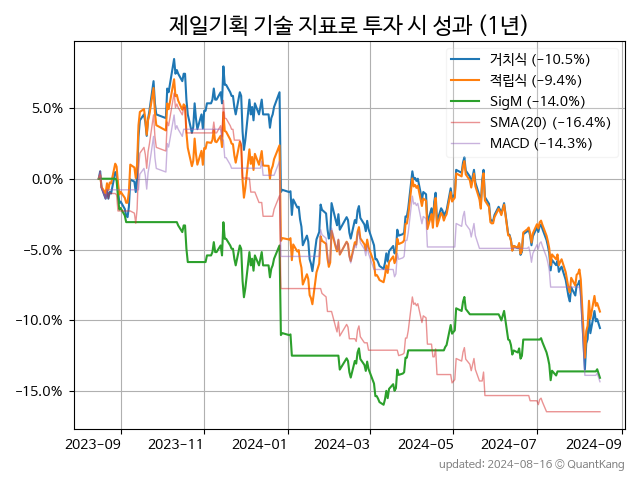 제일기획 기술 지표로 투자 시 성과 (1년)
거치식 (−10.5%)
적립식 (−9.4%)
SigM (−14.0%)
SMA(20) (−16.4%)
MACD (−14.3%)
5.0%
0.0%
−5.0%
−10.0%
−15.0%
2023-09 2023-11 2024-01 2024-03 2024-05 2024-07 2024-09
updated: 2024-08-16 © QuantKang